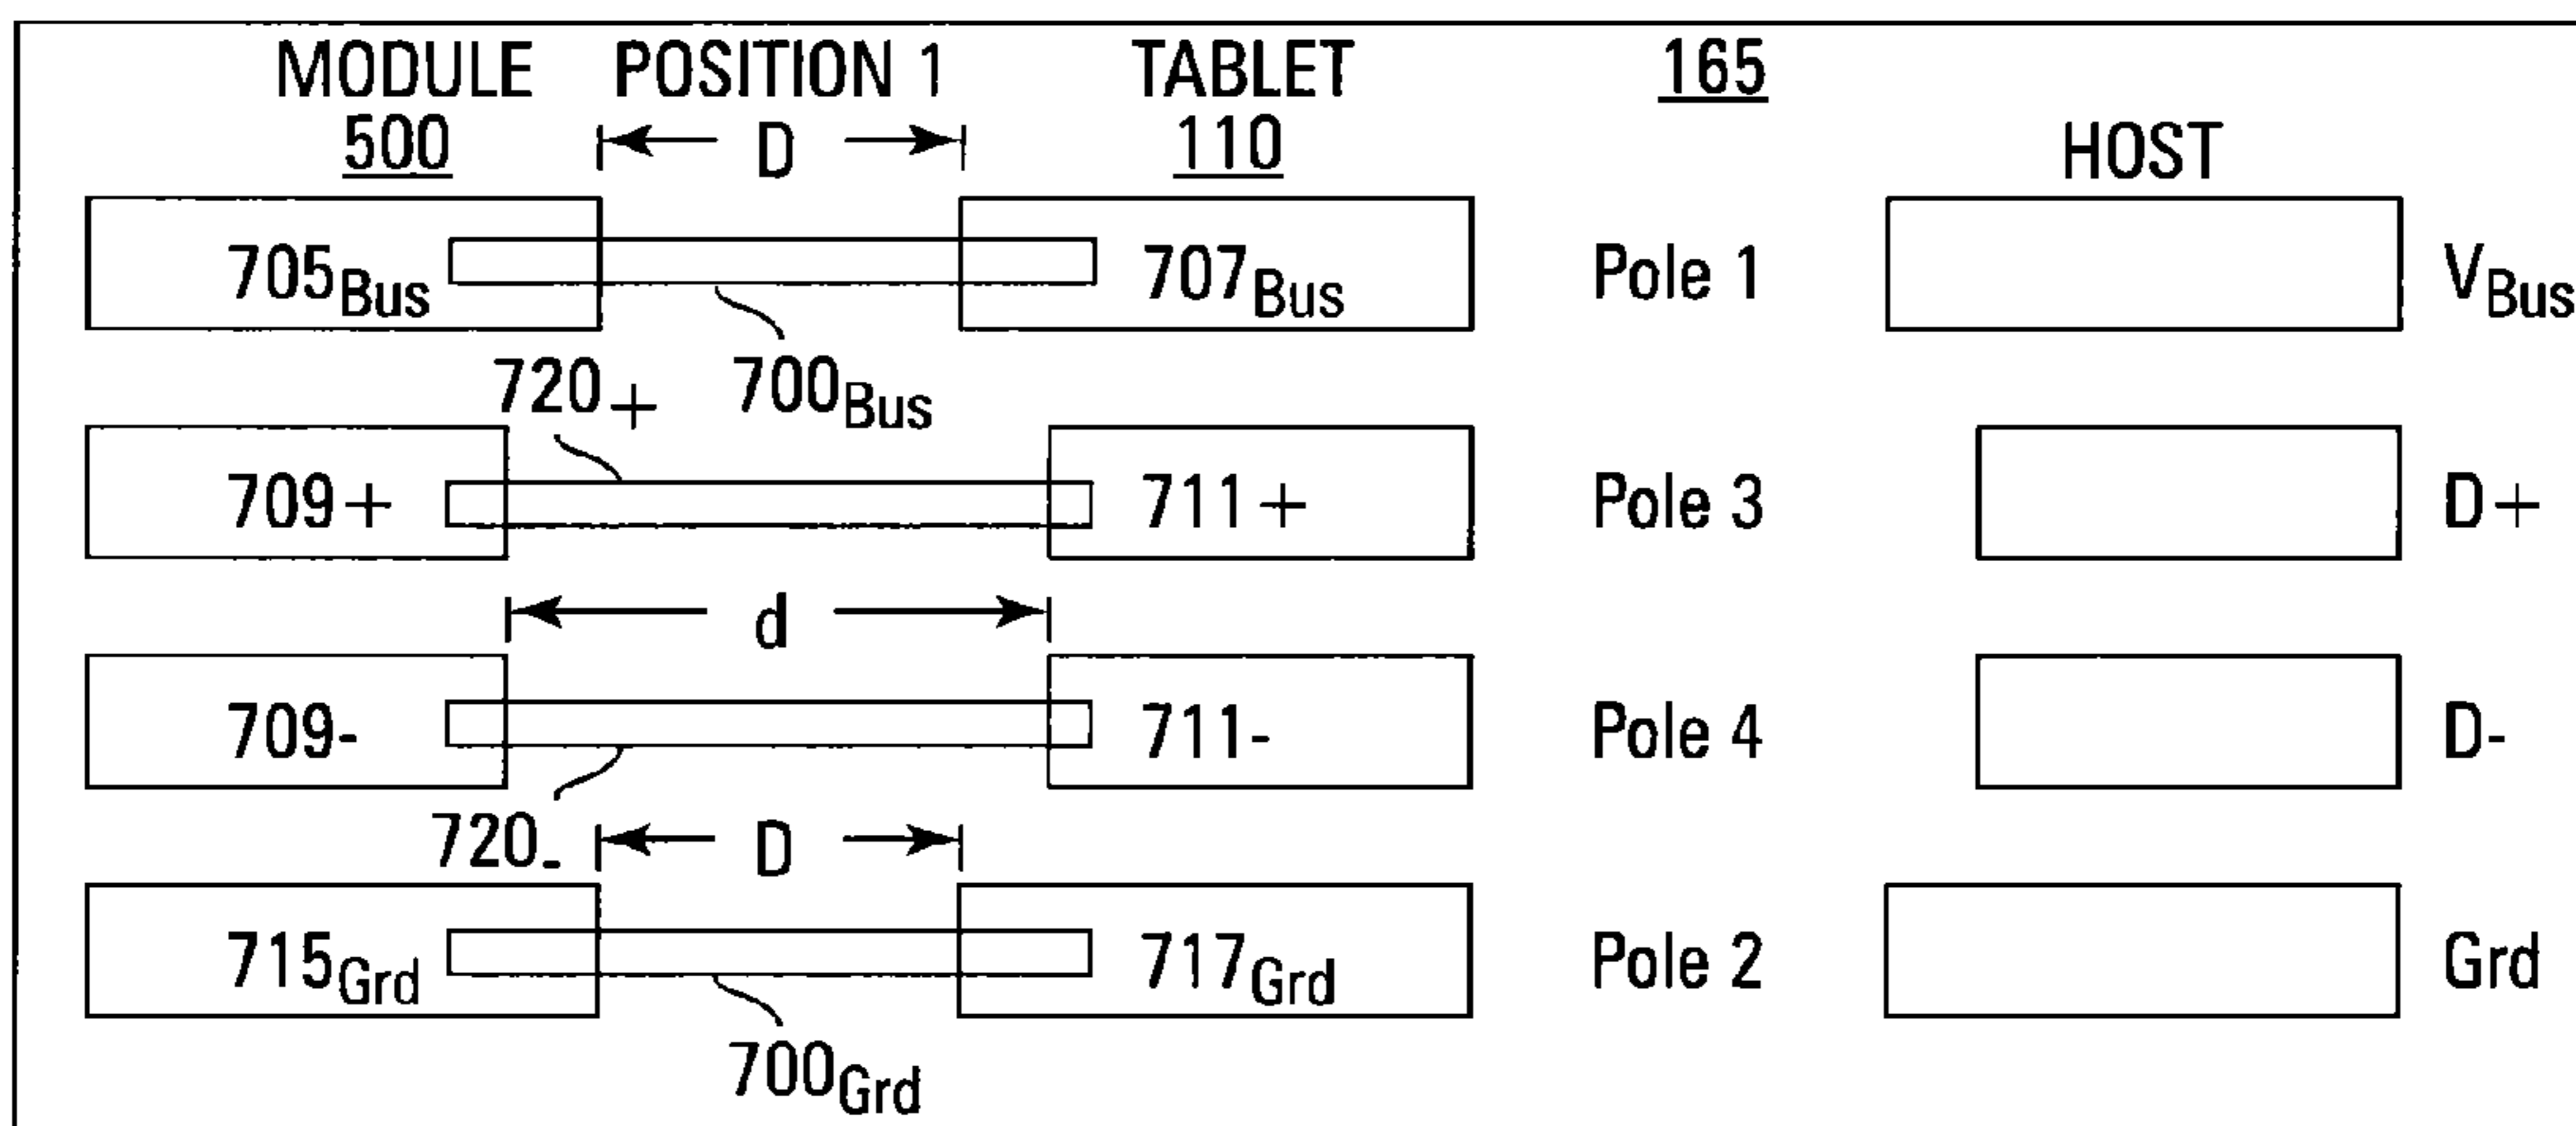 MODULE POSITION 1 TABLET 165
500 D 110 HOST
705Bus 707Bus Pole 1 VBus
720+ 700Bus
709+ 711+ Pole 3 D+
d
709- 711- Pole 4 D-
720- D
715Grd 717Grd Pole 2 Grd
700Grd